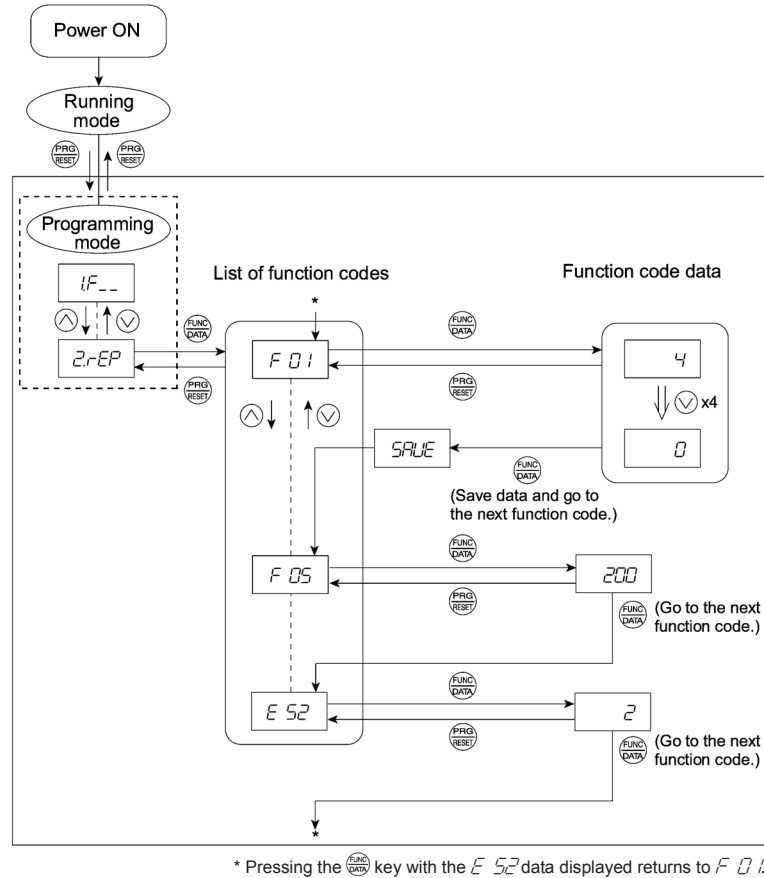 Power ON
Running
mode
PRG
RESET
PRG
RESET
Programming
mode
1.F__
2.rEP
FUNC
DATA
PRG
RESET
List of function codes
*
F 01
F 05
E 52
*
FUNC
DATA
PRG
RESET
Function code data
4
x4
0
SAVE
FUNC
DATA
(Save data and go to
the next function code.)
FUNC
DATA
PRG
RESET
200
FUNC
DATA
(Go to the next
function code.)
FUNC
DATA
PRG
RESET
2
FUNC
DATA
(Go to the next
function code.)
* Pressing the FUNC DATA key with the E 52 data displayed returns to F 01.